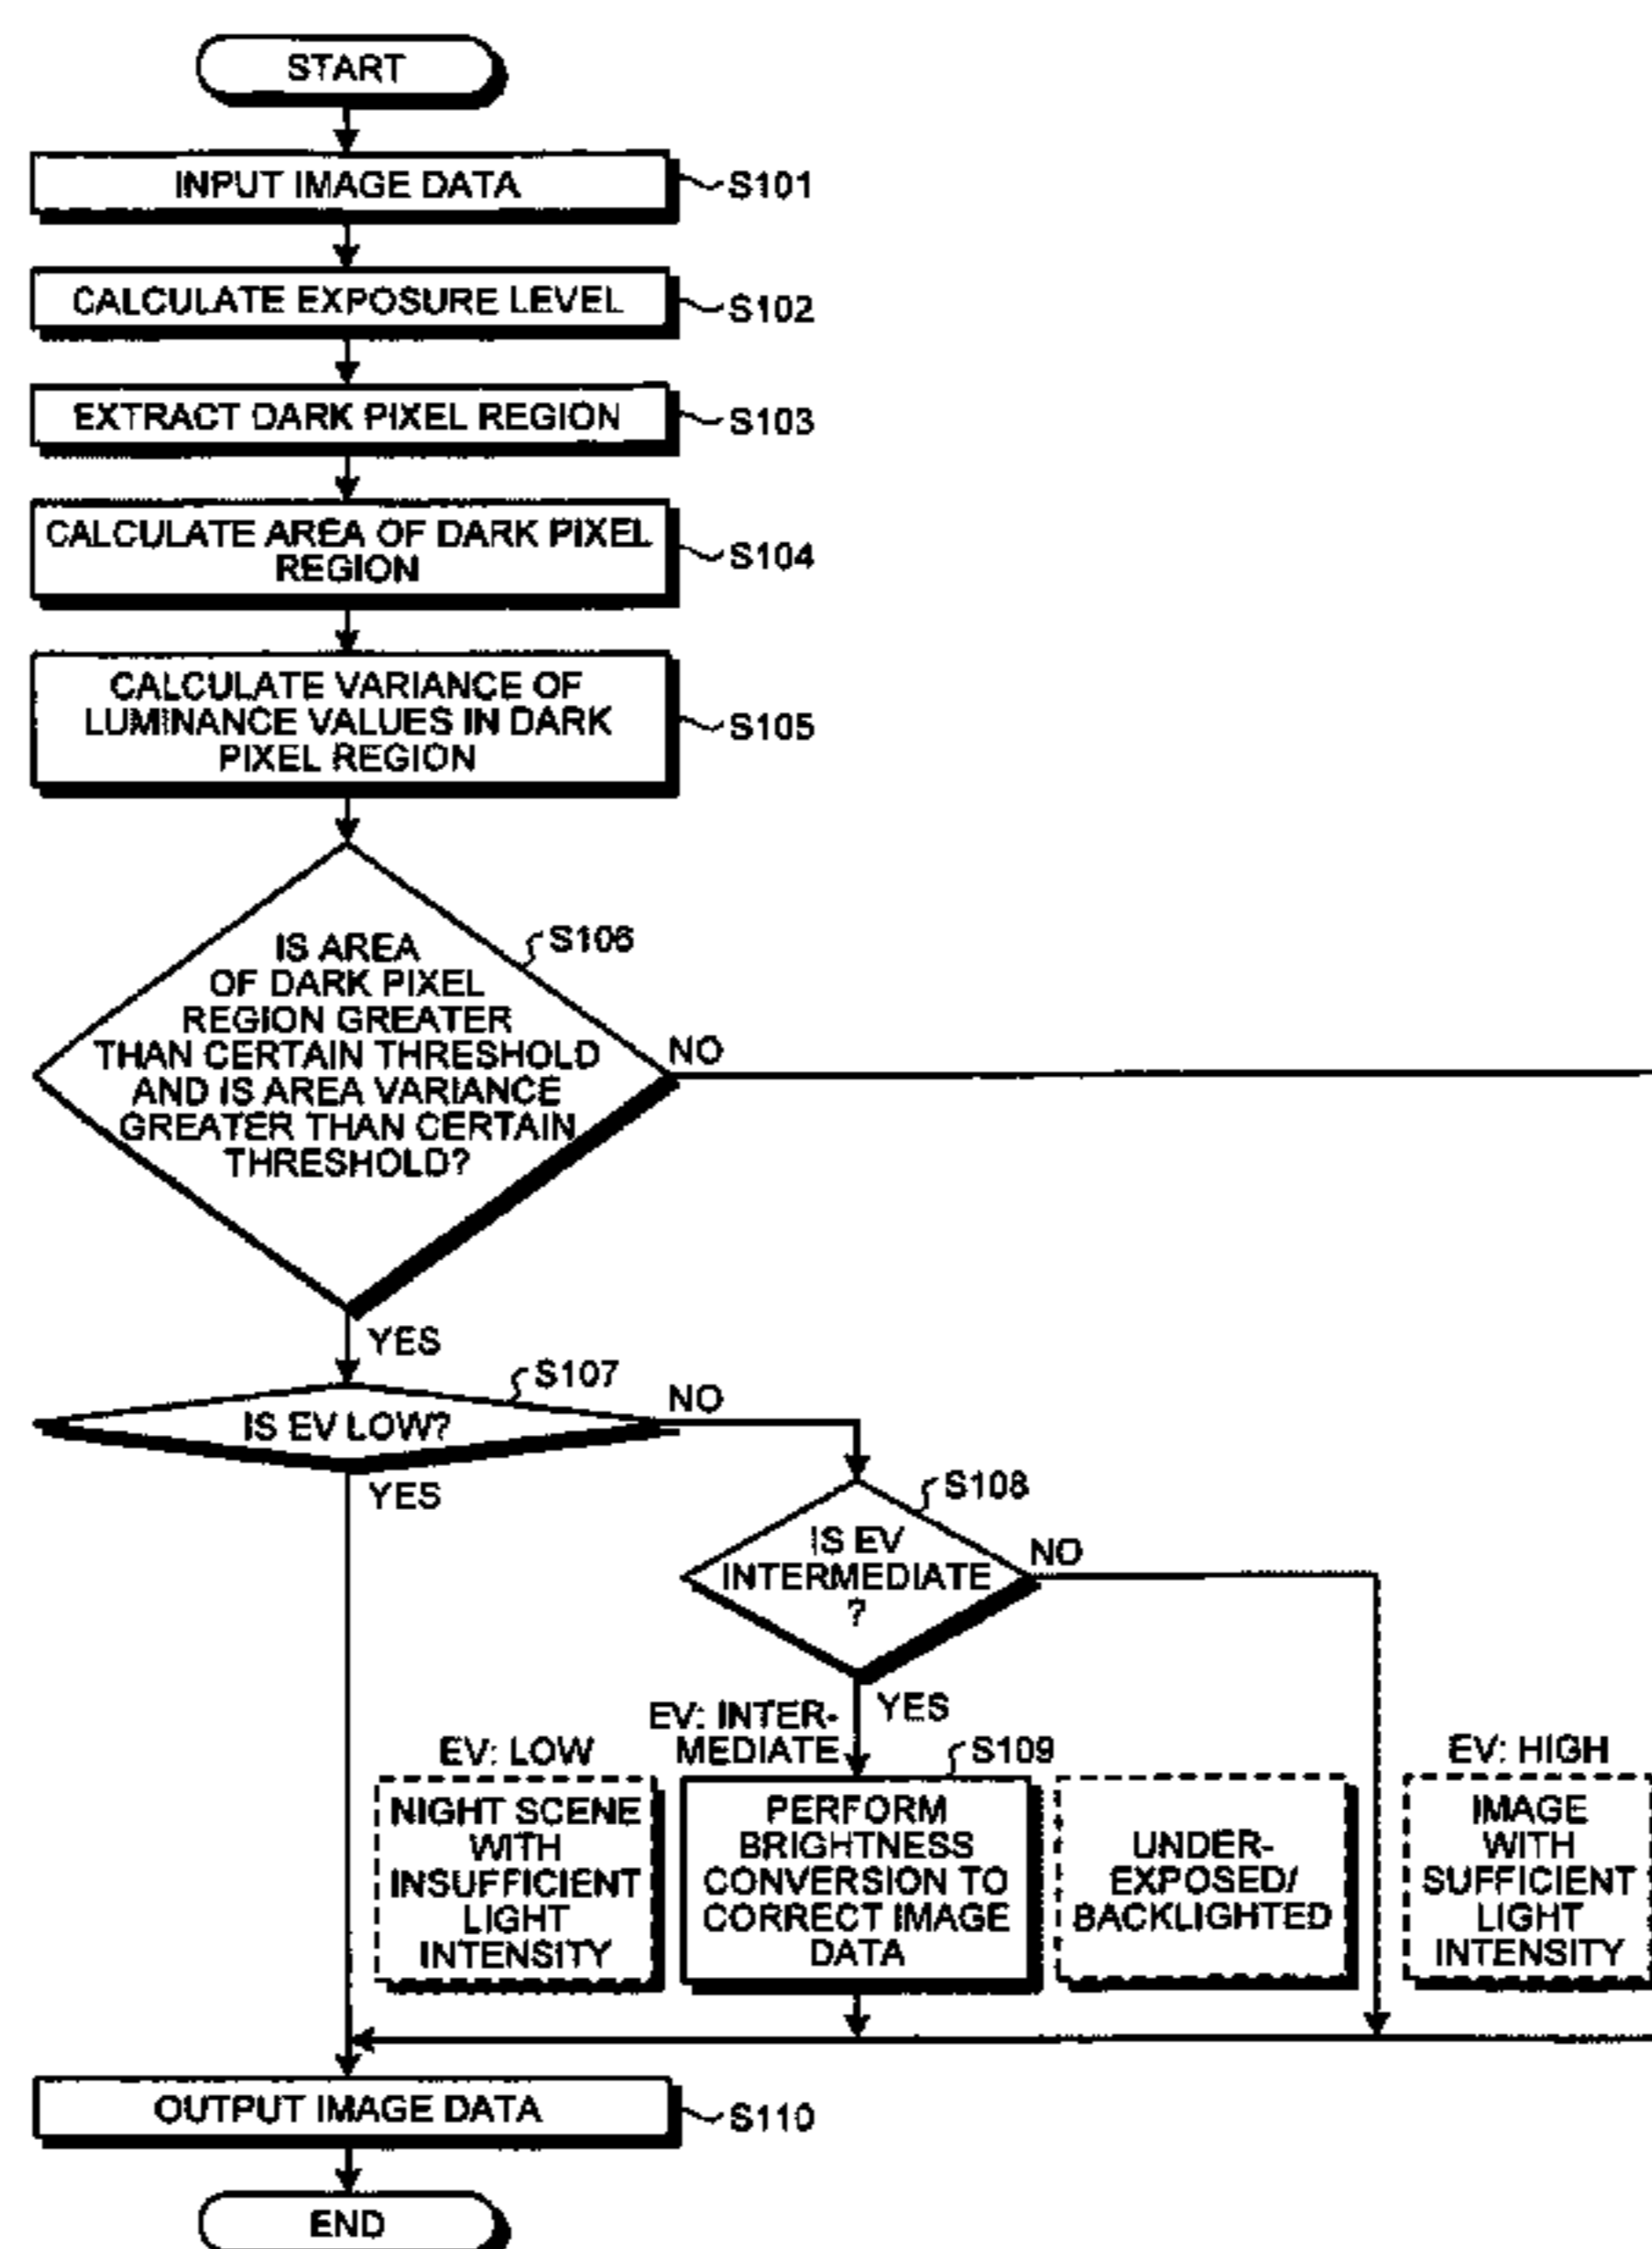 START
INPUT IMAGE DATA
S101
CALCULATE EXPOSURE LEVEL
S102
EXTRACT DARK PIXEL REGION
S103
CALCULATE AREA OF DARK PIXEL
REGION
S104
CALCULATE VARIANCE OF
LUMINANCE VALUES IN DARK
PIXEL REGION
S105
IS AREA
OF DARK PIXEL
REGION GREATER
THAN CERTAIN THRESHOLD
AND IS AREA VARIANCE
GREATER THAN CERTAIN
THRESHOLD?
S106
NO
YES
IS EV LOW?
S107
NO
YES
IS EV
INTERMEDIATE
?
S108
NO
YES
EV: LOW
NIGHT SCENE
WITH
INSUFFICIENT
LIGHT
INTENSITY
EV: INTER-
MEDIATE
S109
PERFORM
BRIGHTNESS
CONVERSION TO
CORRECT IMAGE
DATA
UNDER-
EXPOSED/
BACKLIGHTED
EV: HIGH
IMAGE
WITH
SUFFICIENT
LIGHT
INTENSITY
OUTPUT IMAGE DATA
S110
END